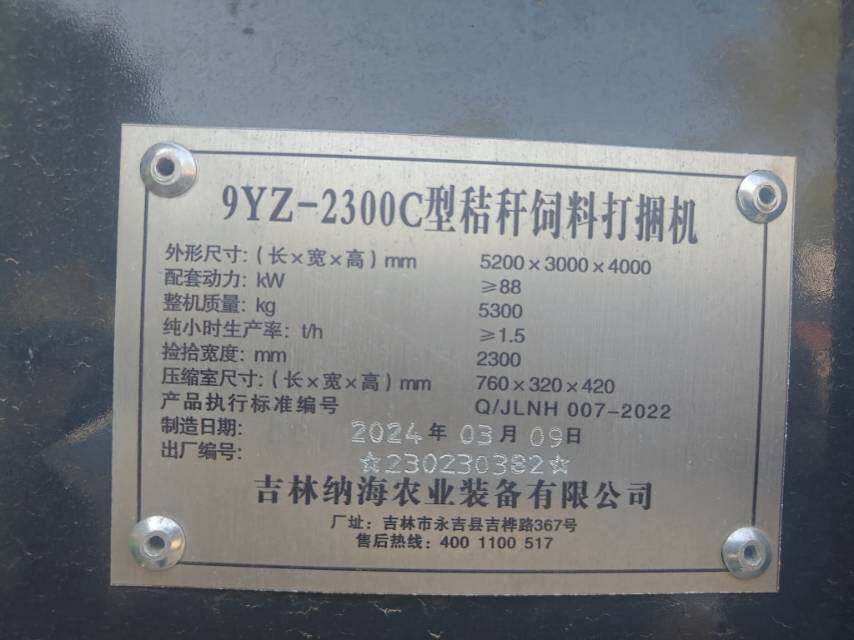 9YZ-2300C型秸秆饲料打捆机
外形尺寸:(长×宽×高)mm 5200×3000×4000
配套动力: kW ≥88
整机质量: kg 5300
纯小时生产率: t/h ≥1.5
捡拾宽度: mm 2300
压缩室尺寸:(长×宽×高)mm 760×320×420
产品执行标准编号 Q/JLNH 007-2022
制造日期: 2024年03月09日
出厂编号: ☆230230382☆
吉林纳海农业装备有限公司
厂址: 吉林市永吉县吉桦路367号
售后热线: 400 1100 517